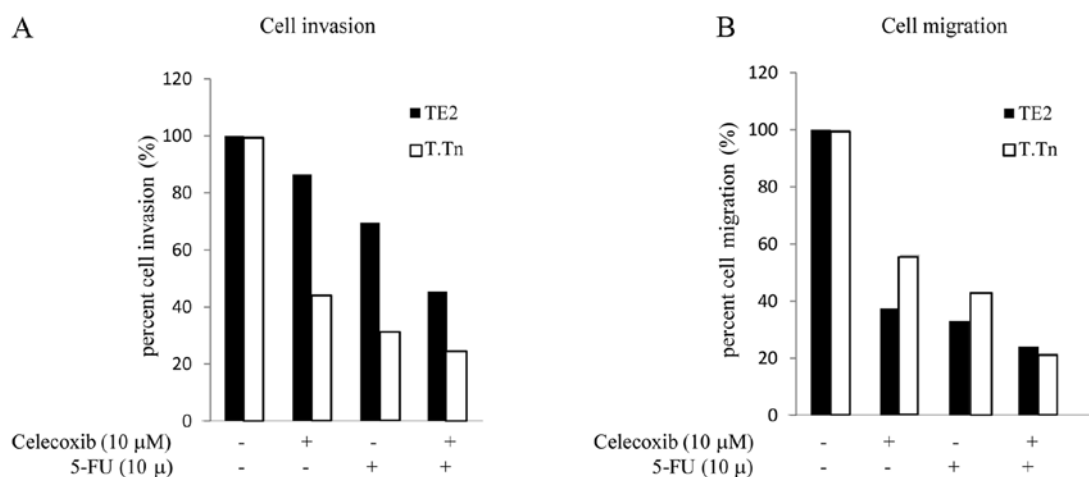 A
Cell invasion
percent cell invasion (%)
120
100
80
60
40
20
0
TE2
T.Tn
Celecoxib (10 μM) - + - +
5-FU (10 μ) - - + +
B
Cell migration
percent cell migration (%)
120
100
80
60
40
20
0
TE2
T.Tn
Celecoxib (10 μM) - + - +
5-FU (10 μ) - - + +